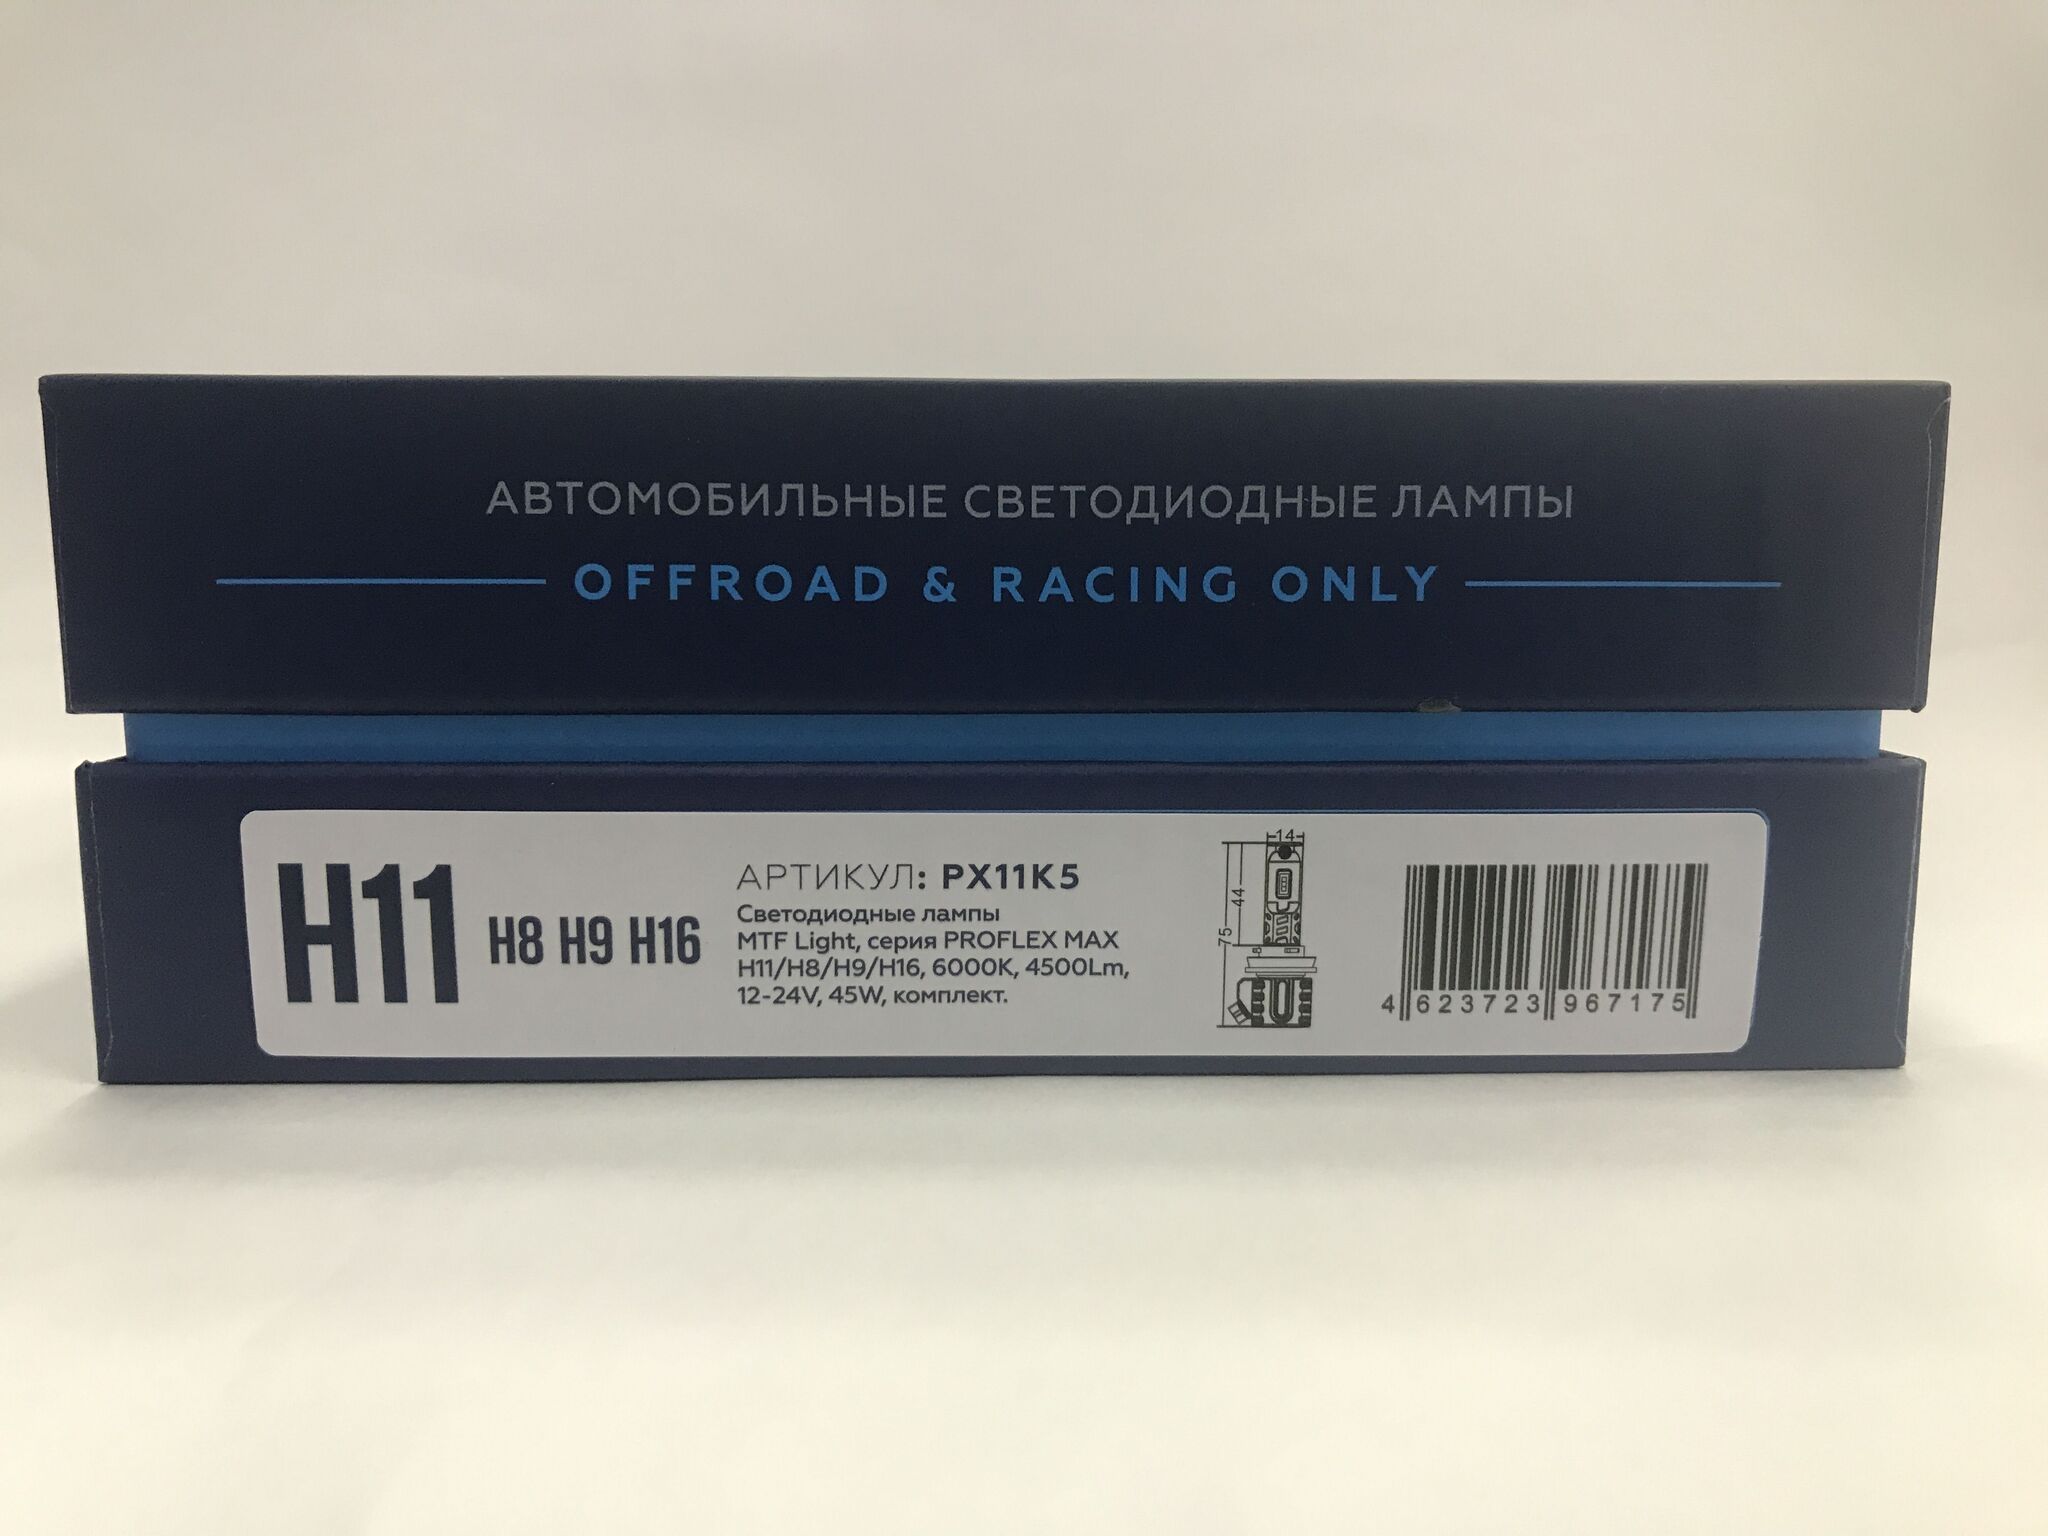 АВТОМОБИЛЬНЫЕ СВЕТОДИОДНЫЕ ЛАМПЫ
OFFROAD & RACING ONLY
H11 H8 H9 H16
АРТИКУЛ: PX11K5
Светодиодные лампы
MTF Light, серия PROFLEX MAX
H11/H8/H9/H16, 6000K, 4500Lm,
12-24V, 45W, комплект.
14
44
75
4 623723 967175